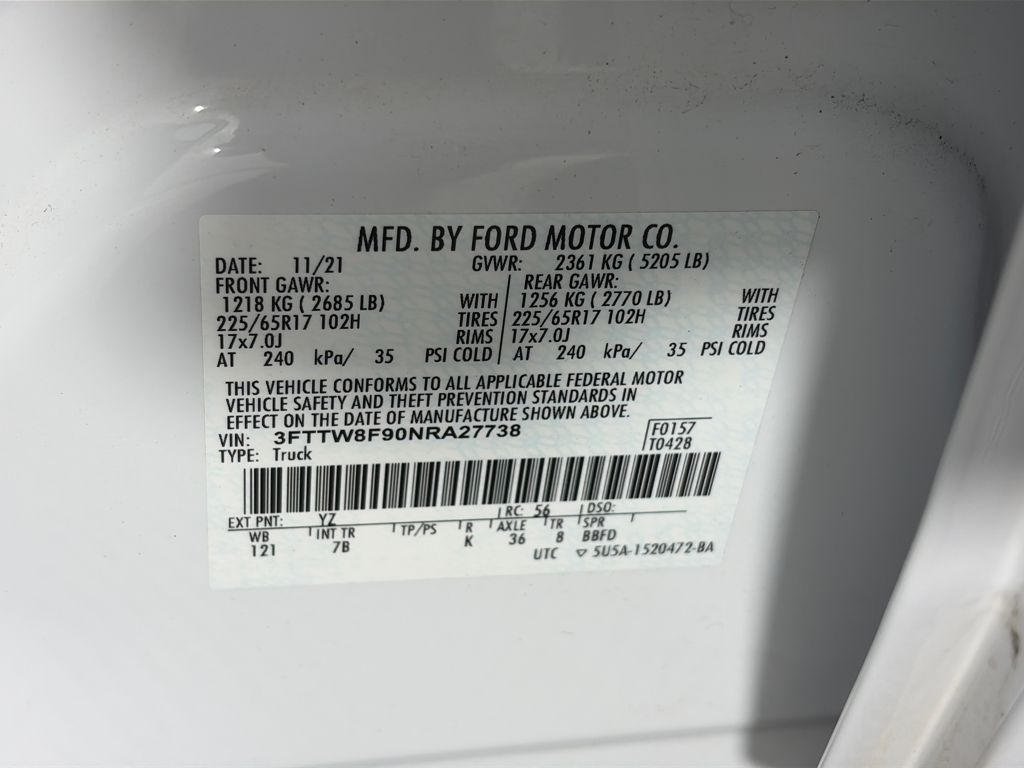 MFD. BY FORD MOTOR CO.
DATE: 11/21 GVWR: 2361 KG ( 5205 LB)
FRONT GAWR: REAR GAWR:
1218 KG ( 2685 LB) WITH 1256 KG ( 2770 LB) WITH
225/65R17 102H TIRES 225/65R17 102H TIRES
17x7.0J RIMS 17x7.0J RIMS
AT 240 kPa/ 35 PSI COLD AT 240 kPa/ 35 PSI COLD
THIS VEHICLE CONFORMS TO ALL APPLICABLE FEDERAL MOTOR
VEHICLE SAFETY AND THEFT PREVENTION STANDARDS IN
EFFECT ON THE DATE OF MANUFACTURE SHOWN ABOVE.
VIN: 3FTTW8F90NRA27738 F0157
TYPE: Truck T0428
EXT PNT: YZ RC: 56 DSO:
WB INT TR TP/PS R AXLE TR SPR
121 7B K 36 8 BBFD
UTC ▽ 5U5A-1520472-BA